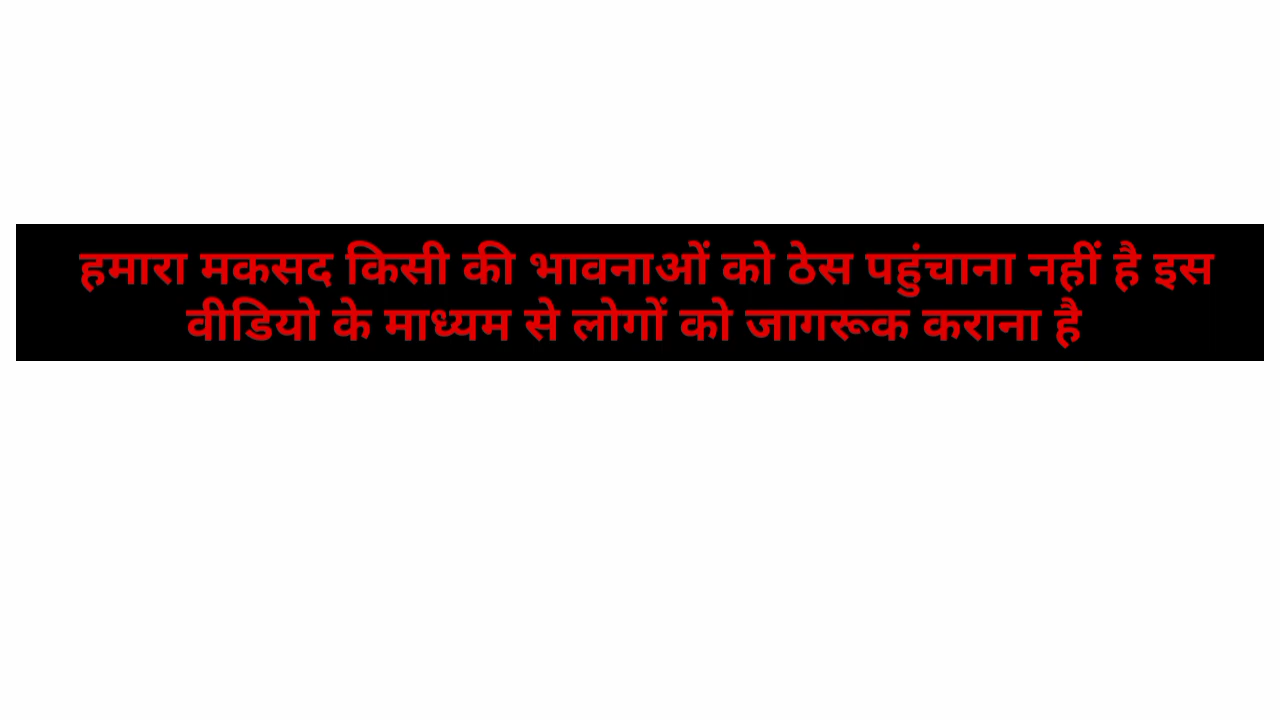 हमारा मकसद किसी की भावनाओं को ठेस पहुंचाना नहीं है इस
वीडियो के माध्यम से लोगों को जागरूक कराना है